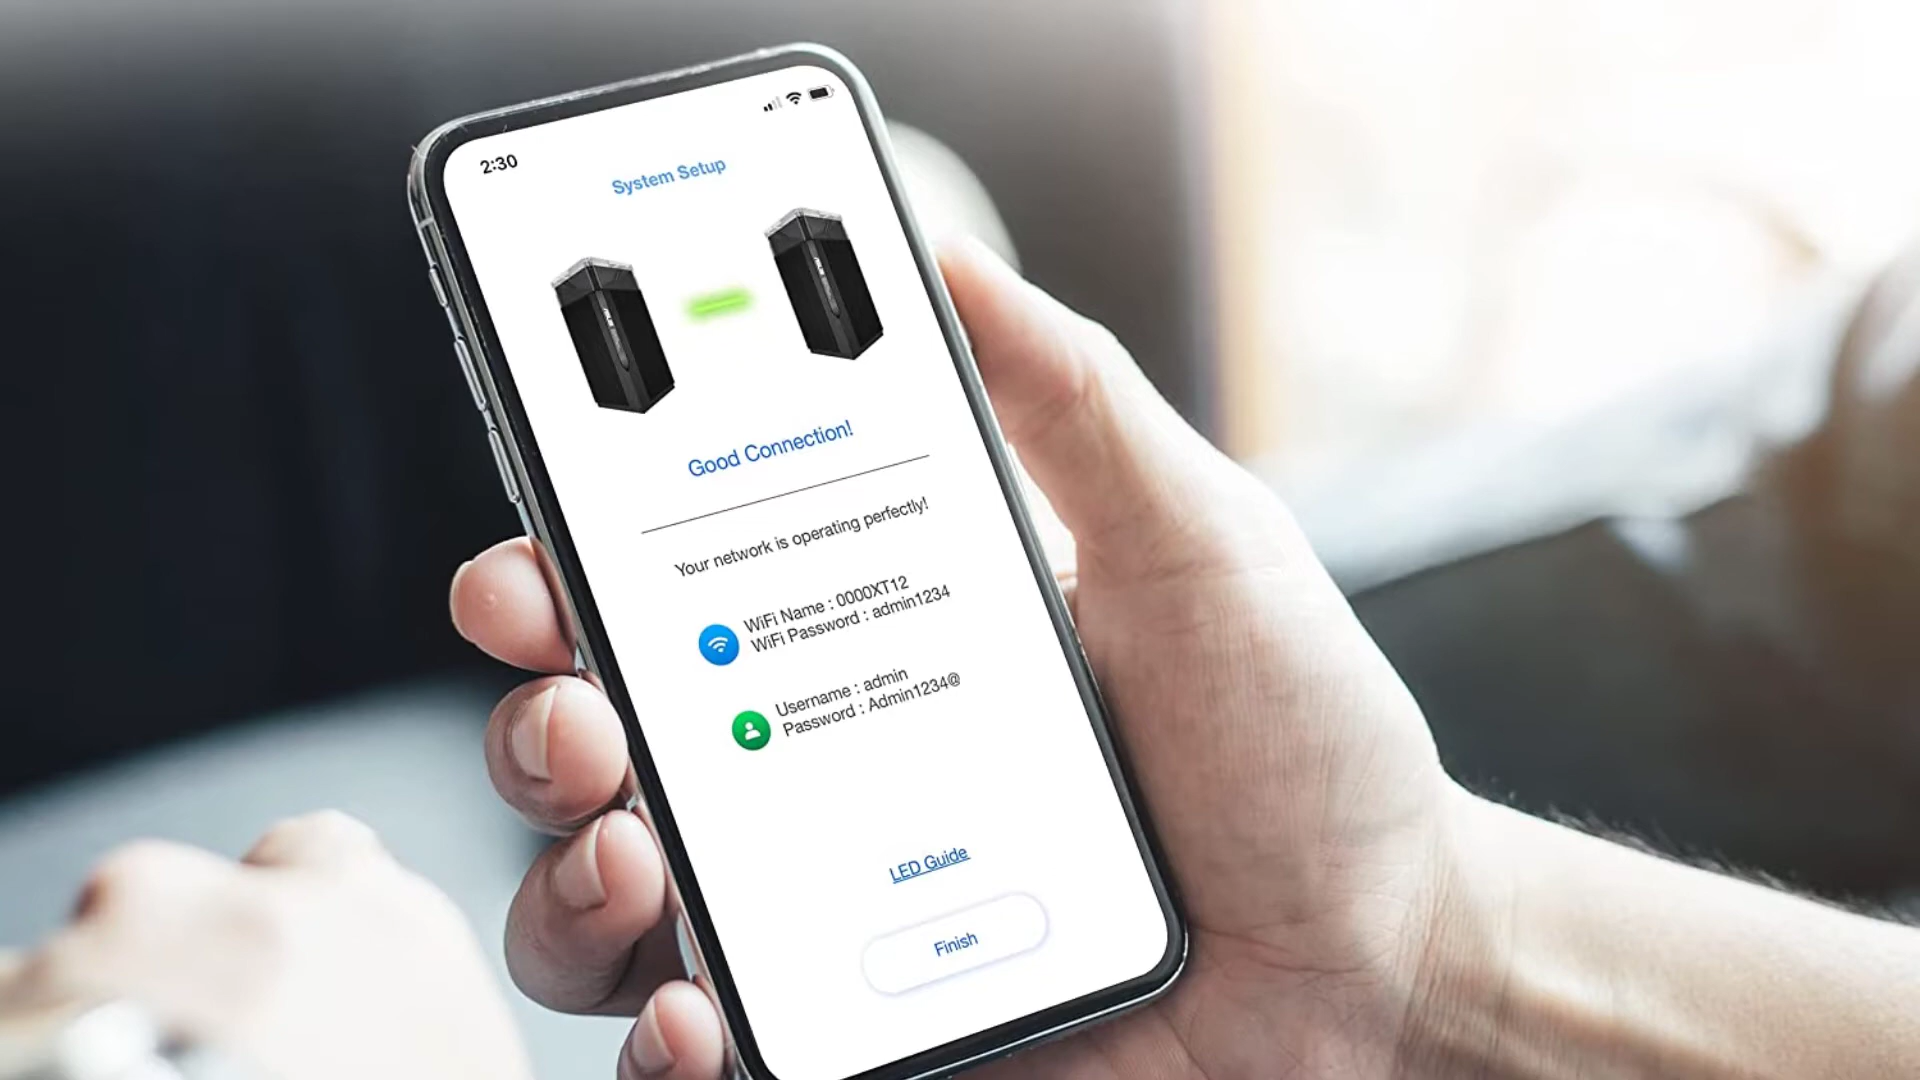 2:30
System Setup
Good Connection!
Your network is operating perfectly!
WiFi Name : 0000XT12
WiFi Password : admin1234
Username : admin
Password : Admin1234@
LED Guide
Finish